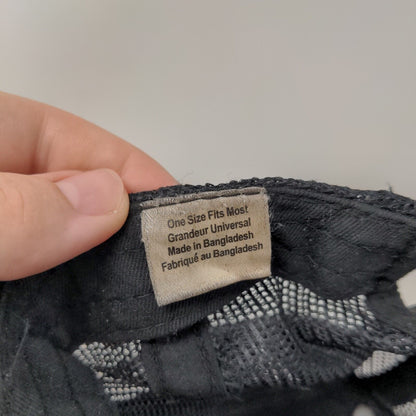 One Size Fits Most
Grandeur Universal
Made in Bangladesh
Fabriqué au Bangladesh